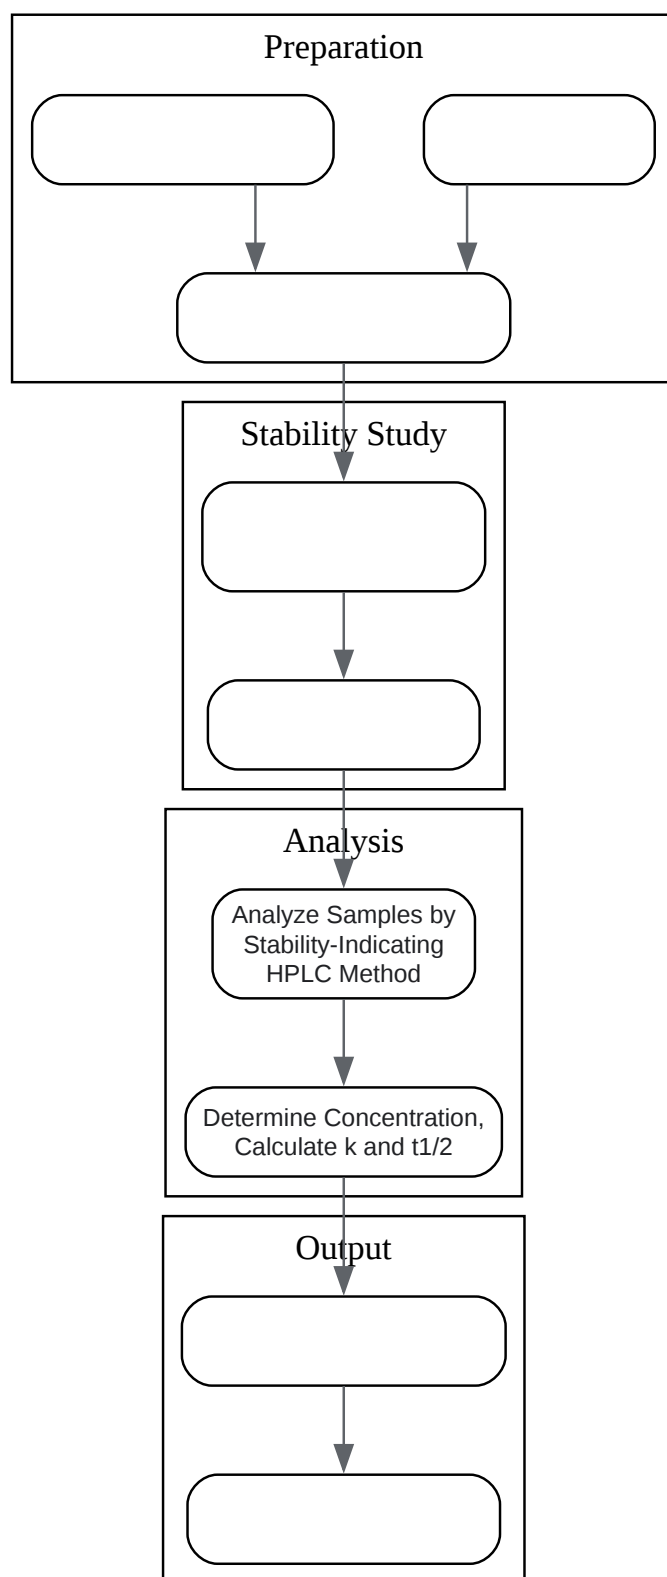 Preparation
Stability Study
Analysis
Analyze Samples by
Stability-Indicating
HPLC Method
Determine Concentration,
Calculate k and t1/2
Output